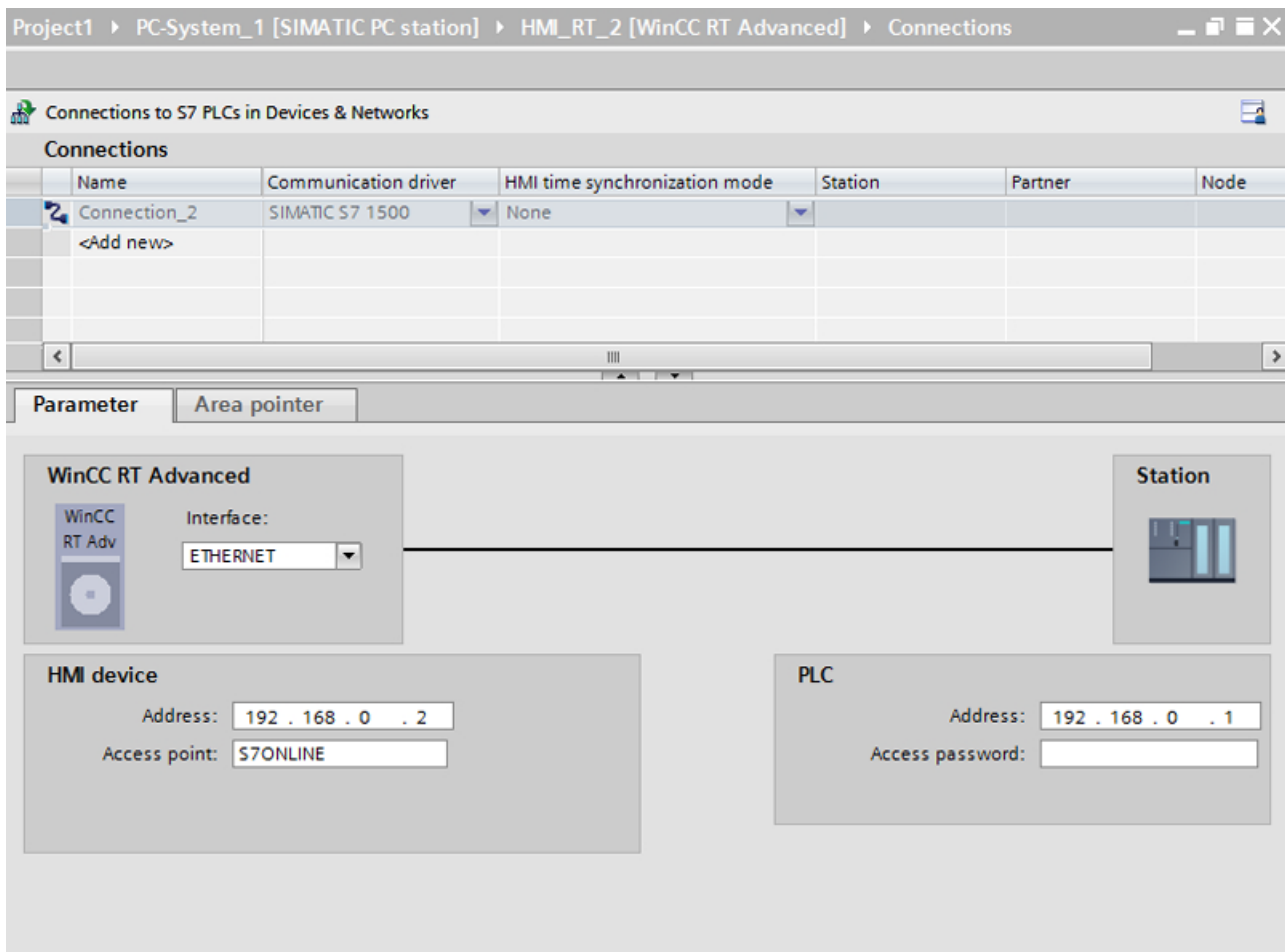 Project1 ▸ PC-System_1 [SIMATIC PC station] ▸ HMI_RT_2 [WinCC RT Advanced] ▸ Connections
Connections to S7 PLCs in Devices & Networks
Connections
Name Communication driver HMI time synchronization mode Station Partner Node
Connection_2 SIMATIC S7 1500 None
<Add new>
Parameter Area pointer
WinCC RT Advanced Station
WinCC Interface:
RT Adv
ETHERNET
HMI device PLC
Address: 192 . 168 . 0 . 2 Address: 192 . 168 . 0 . 1
Access point: S7ONLINE Access password: